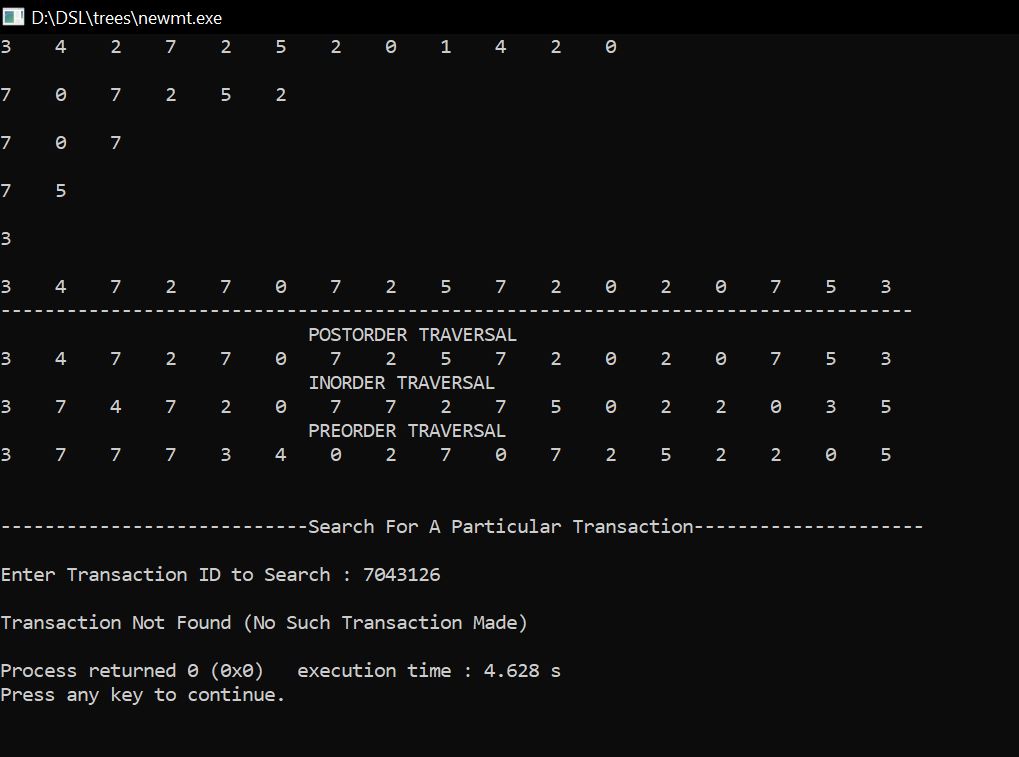 D:\DSL\trees\newmt.exe
3 4 2 7 2 5 2 0 1 4 2 0
7 0 7 2 5 2
7 0 7
7 5
3
3 4 7 2 7 0 7 2 5 7 2 0 2 0 7 5 3
-----------------------------------------------------------------------------------
POSTORDER TRAVERSAL
3 4 7 2 7 0 7 2 5 7 2 0 2 0 7 5 3
INORDER TRAVERSAL
3 7 4 7 2 0 7 7 2 7 5 0 2 2 0 3 5
PREORDER TRAVERSAL
3 7 7 7 3 4 0 2 7 0 7 2 5 2 2 0 5
----------------------------Search For A Particular Transaction---------------------
Enter Transaction ID to Search : 7043126
Transaction Not Found (No Such Transaction Made)
Process returned 0 (0x0)   execution time : 4.628 s
Press any key to continue.